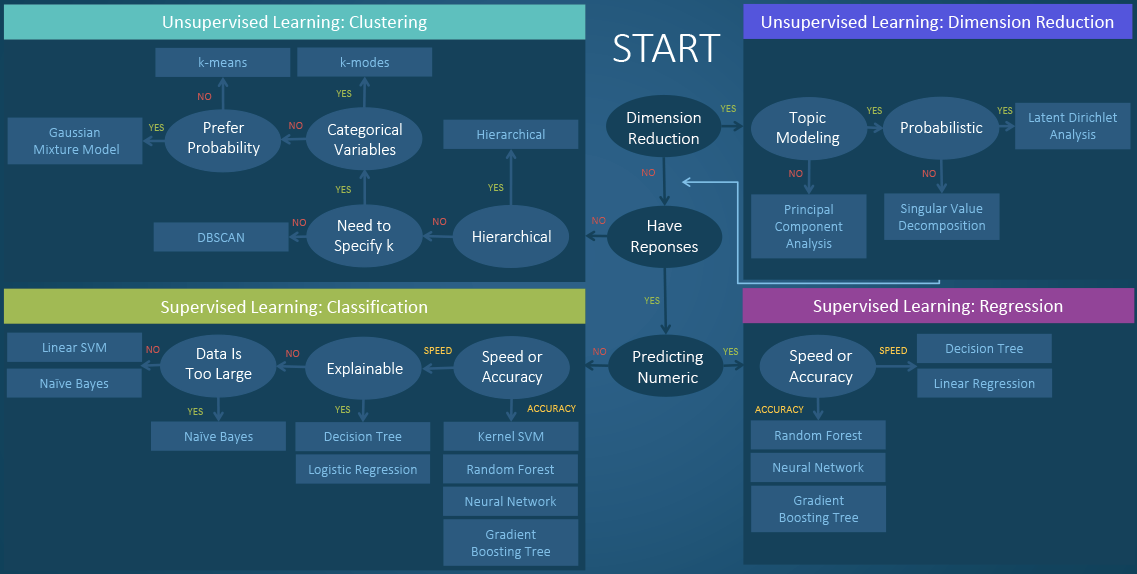 Unsupervised Learning: Clustering
k-means
k-modes
NO
YES
Gaussian
Mixture Model
YES
Prefer
Probability
NO
Categorical
Variables
Hierarchical
YES
YES
DBSCAN
NO
Need to
Specify k
NO
Hierarchical
START
Dimension
Reduction
YES
NO
NO
Have
Reponses
YES
NO
Predicting
Numeric
YES
Unsupervised Learning: Dimension Reduction
Topic
Modeling
YES
Probabilistic
YES
Latent Dirichlet
Analysis
NO
NO
Principal
Component
Analysis
Singular Value
Decomposition
Supervised Learning: Classification
Linear SVM
Naïve Bayes
NO
Data Is
Too Large
NO
Explainable
SPEED
Speed or
Accuracy
YES
YES
ACCURACY
Naïve Bayes
Decision Tree
Logistic Regression
Kernel SVM
Random Forest
Neural Network
Gradient
Boosting Tree
Supervised Learning: Regression
Speed or
Accuracy
SPEED
Decision Tree
Linear Regression
ACCURACY
Random Forest
Neural Network
Gradient
Boosting Tree